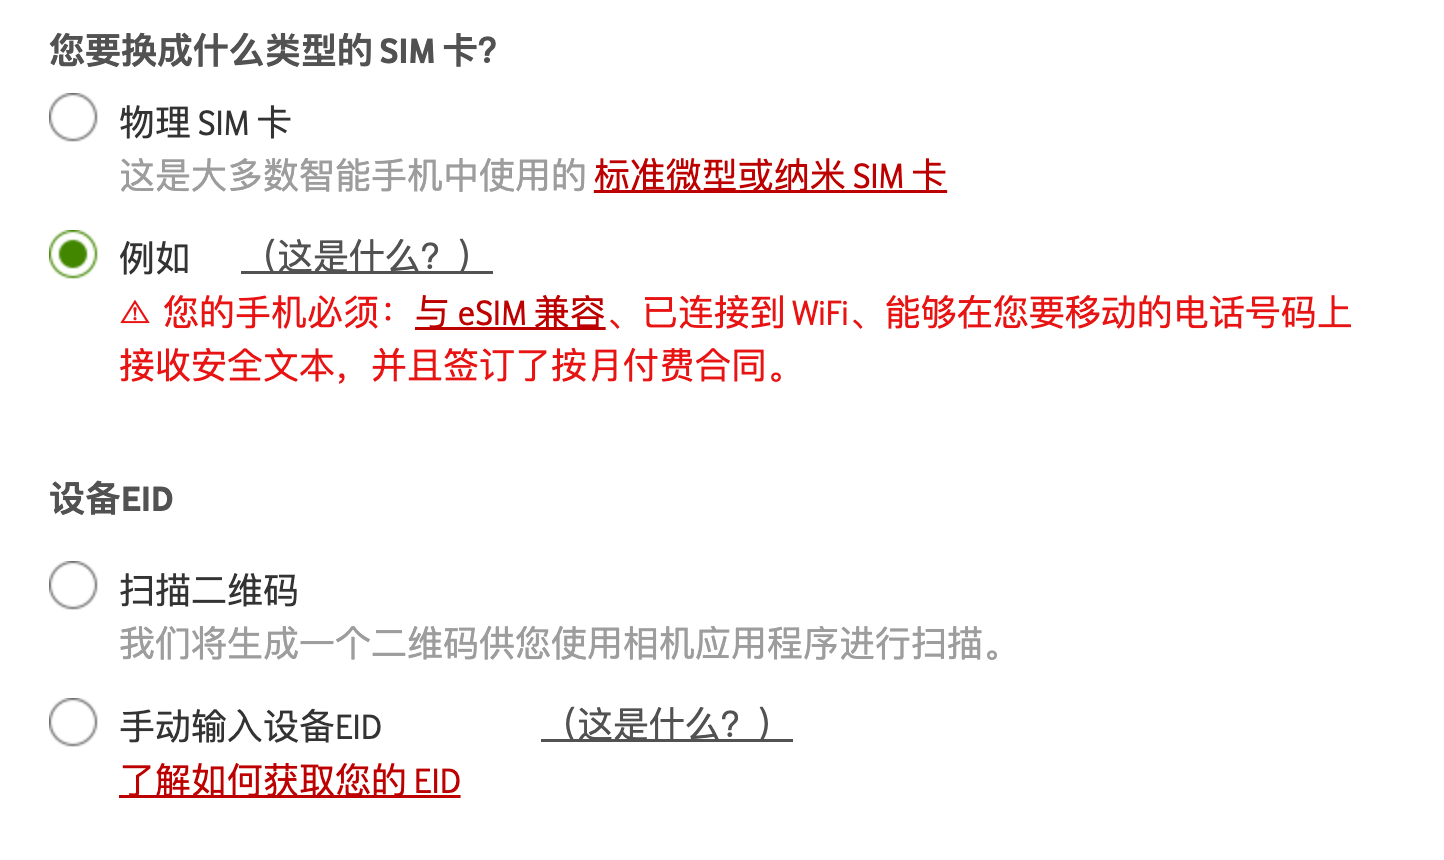 您要换成什么类型的 SIM 卡？
物理 SIM 卡
这是大多数智能手机中使用的 标准微型或纳米 SIM 卡
例如 （这是什么？）
⚠ 您的手机必须：与 eSIM 兼容、已连接到 WiFi、能够在您要移动的电话号码上
接收安全文本，并且签订了按月付费合同。
设备EID
扫描二维码
我们将生成一个二维码供您使用相机应用程序进行扫描。
手动输入设备EID （这是什么？）
了解如何获取您的 EID